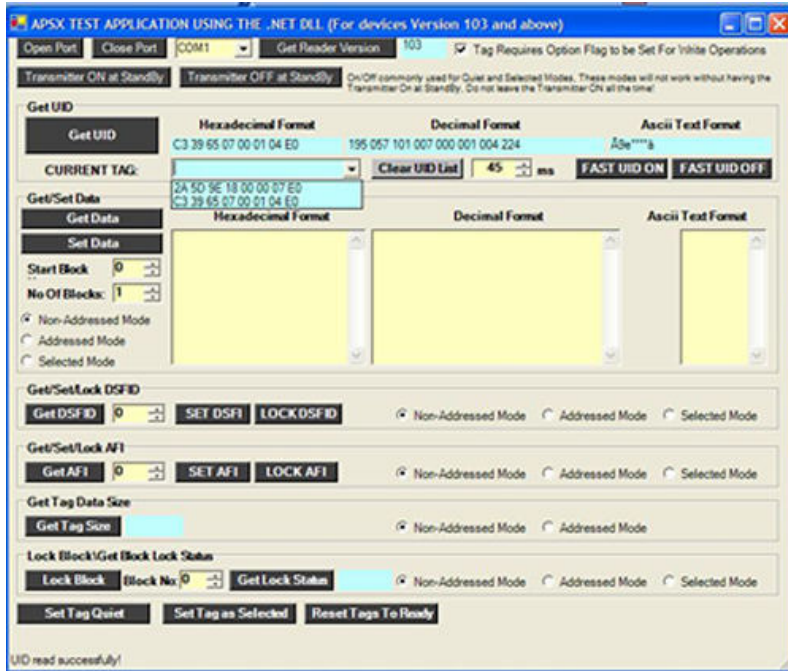 APSX TEST APPLICATION USING THE .NET DLL (For devices Version 103 and above)
Open Port Close Port COM1 Get Reader Version 103 Tag Requires Option Flag to be Set For Write Operations
Transmitter ON at StandBy Transmitter OFF at StandBy On/Off commonly used for Quiet and Selected Modes. These modes will not work without having the
Transmitter On at StandBy. Do not leave the Transmitter ON all the time!
Get UID
Hexadecimal Format Decimal Format Ascii Text Format
Get UID C3 39 65 07 00 01 04 E0 195 057 101 007 000 001 004 224
CURRENT TAG: Clear UID List 45 ms FAST UID ON FAST UID OFF
2A 5D 9E 18 00 00 07 E0
C3 39 65 07 00 01 04 E0
Get/Set Data
Get Data Hexadecimal Format Decimal Format Ascii Text Format
Set Data
Start Block 0
No Of Blocks: 1
Non-Addressed Mode
Addressed Mode
Selected Mode
Get/Set/Lock DSFID
Get DSFID 0 SET DSFI LOCK DSFID Non-Addressed Mode Addressed Mode Selected Mode
Get/Set/Lock AFI
Get AFI 0 SET AFI LOCK AFI Non-Addressed Mode Addressed Mode Selected Mode
Get Tag Data Size
Get Tag Size Non-Addressed Mode Addressed Mode
Lock Block\Get Block Lock Status
Lock Block Block No: 0 Get Lock Status Non-Addressed Mode Addressed Mode Selected Mode
Set Tag Quiet Set Tag as Selected Reset Tags To Ready
UID read successfully!